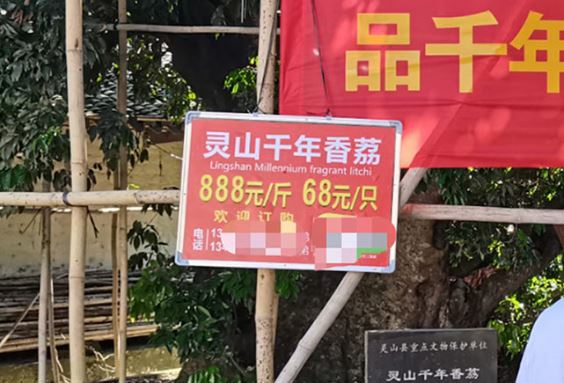 品千年
灵山千年香荔
Lingshan Millennium fragrant litchi
888元/斤 68元/只
欢迎订购
电话 13
13
灵山县重点文物保护单位
灵山千年香荔